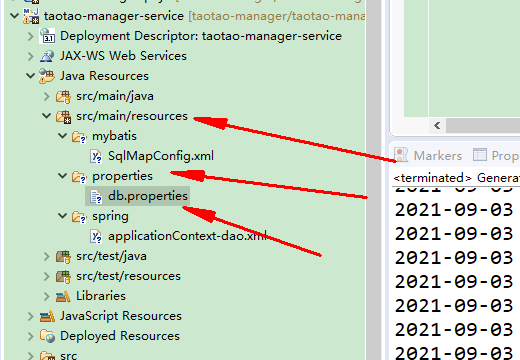 taotao-manager-service [taotao-manager/taotao-mana
Deployment Descriptor: taotao-manager-service
JAX-WS Web Services
Java Resources
src/main/java
src/main/resources
mybatis
SqlMapConfig.xml
properties
db.properties
spring
applicationContext-dao.xml
src/test/java
src/test/resources
Libraries
JavaScript Resources
Deployed Resources
src
Markers Prop
<terminated> Genera
2021-09-03
2021-09-03
2021-09-03
2021-09-03
2021-09-03
2021-09-03
2021-09-03
2021-09-03